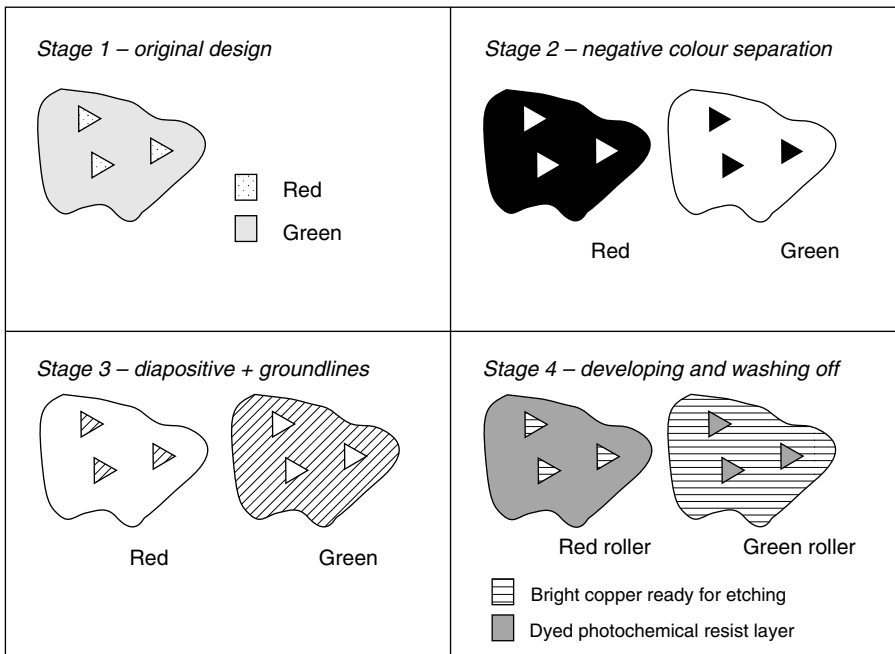 Stage 1 – original design
Red
Green
Stage 2 – negative colour separation
Red
Green
Stage 3 – diapositive + groundlines
Red
Green
Stage 4 – developing and washing off
Red roller
Green roller
Bright copper ready for etching
Dyed photochemical resist layer